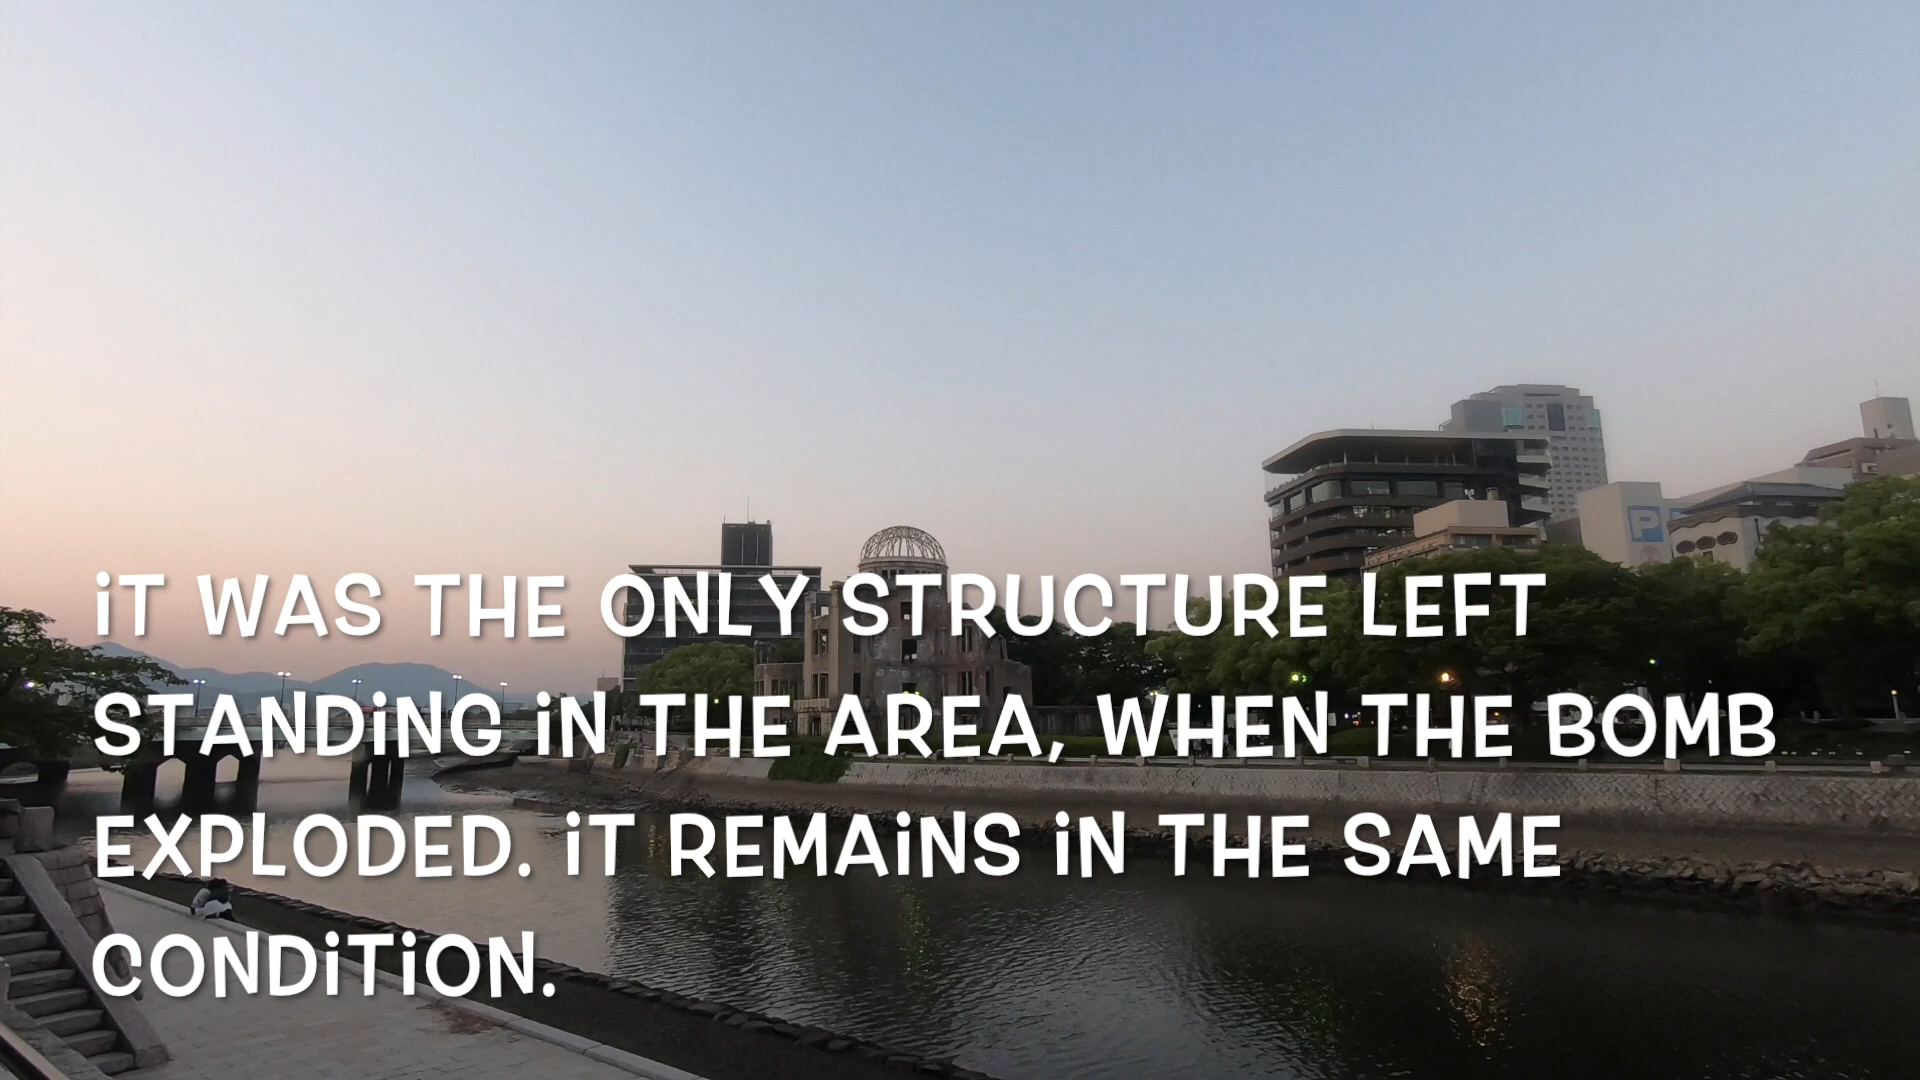 iT WAS THE ONLY STRUCTURE LEFT
STANDiNG iN THE AREA, WHEN THE BOMB
EXPLODED. iT REMAiNS iN THE SAME
CONDiTiON.
P